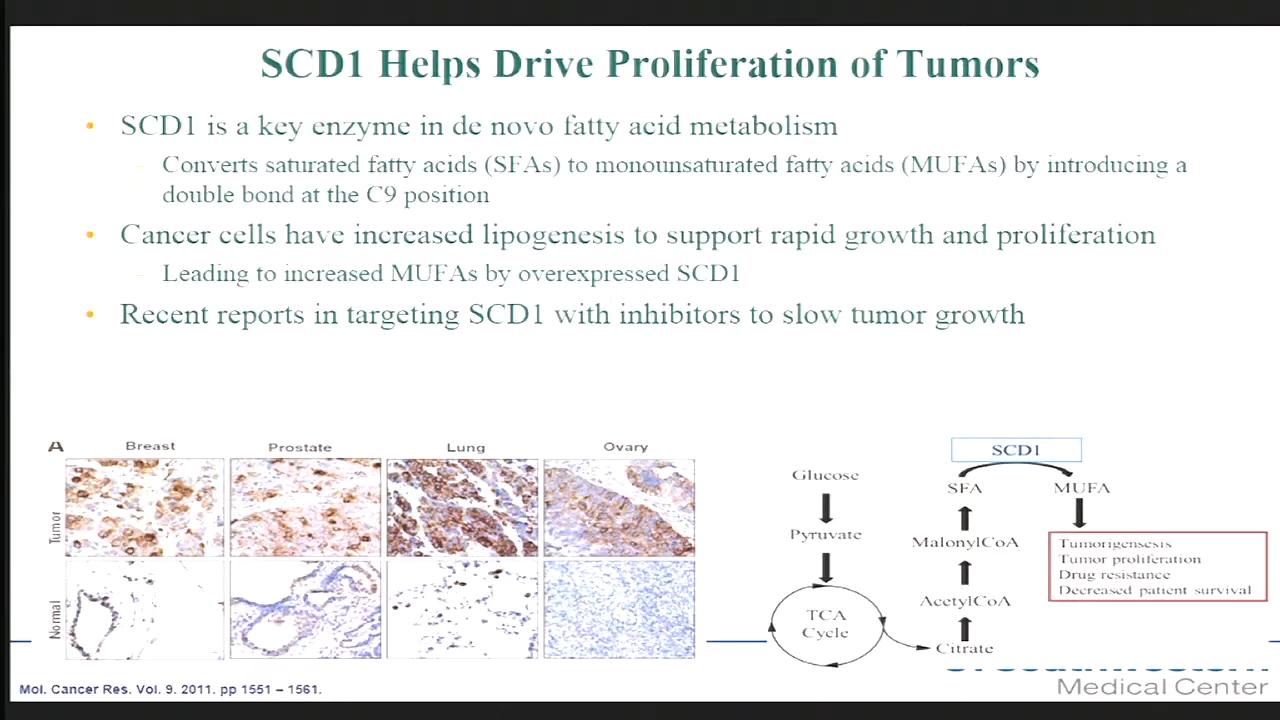 SCD1 Helps Drive Proliferation of Tumors
• SCD1 is a key enzyme in de novo fatty acid metabolism
– Converts saturated fatty acids (SFAs) to monounsaturated fatty acids (MUFAs) by introducing a
double bond at the C9 position
• Cancer cells have increased lipogenesis to support rapid growth and proliferation
– Leading to increased MUFAs by overexpressed SCD1
• Recent reports in targeting SCD1 with inhibitors to slow tumor growth
A
Breast
Prostate
Lung
Ovary
Tumor
Normal
SCD1
Glucose
SFA
MUFA
Pyruvate
MalonylCoA
Tumorigensesis
Tumor proliferation
Drug resistance
Decreased patient survival
AcetylCoA
TCA
Cycle
Citrate
Mol. Cancer Res. Vol. 9. 2011. pp 1551 – 1561.
Medical Center